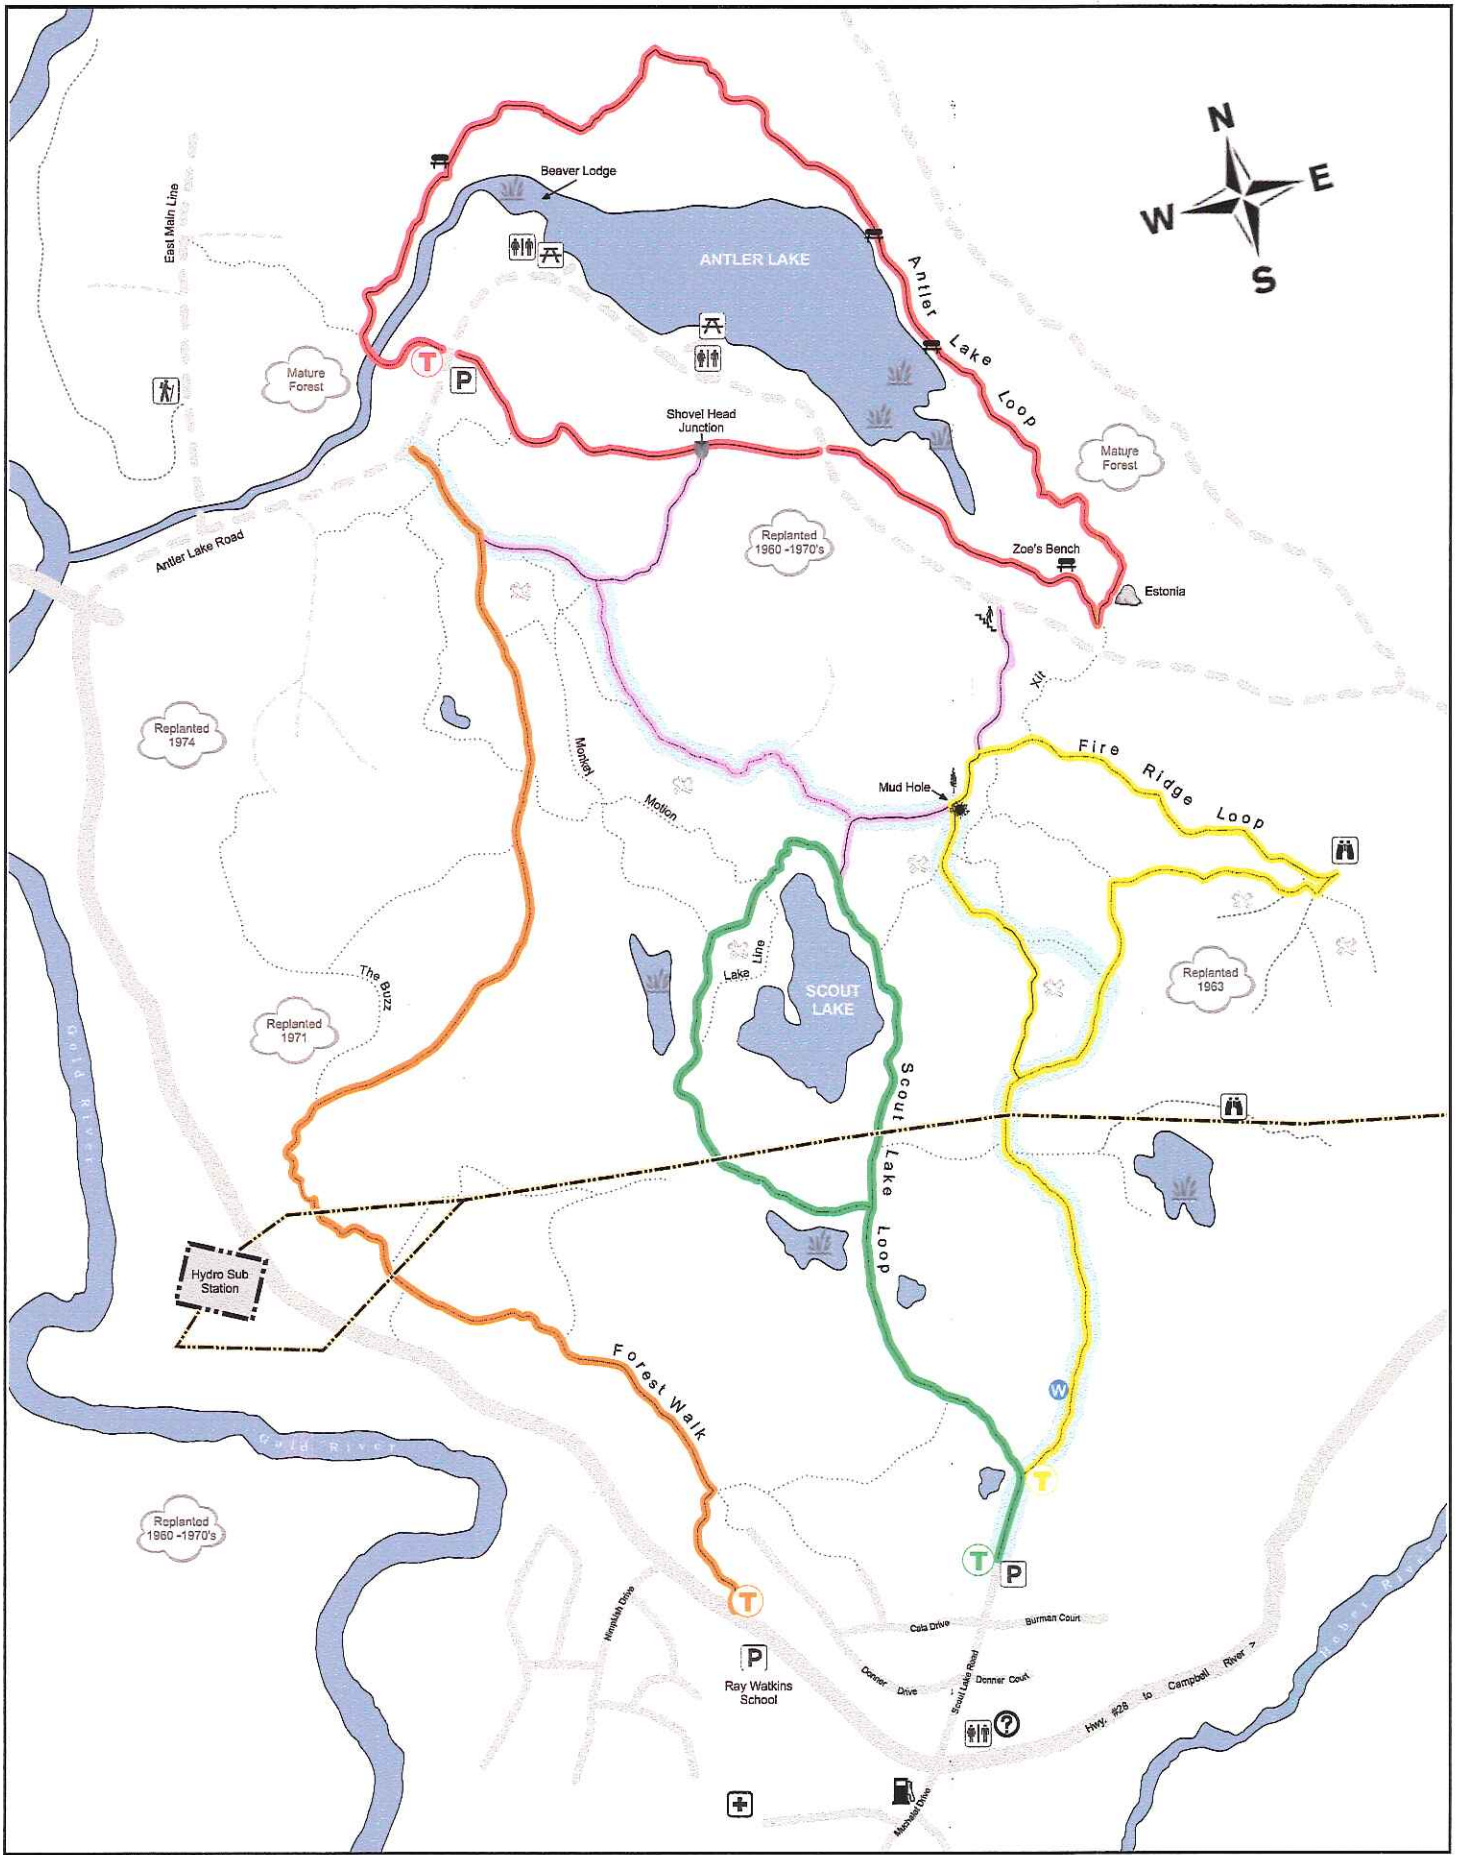 N
E
W
S
Beaver Lodge
East Main Line
ANTLER LAKE
Antler Lake Loop
Mature
Forest
T
P
Shovel Head
Junction
Mature
Forest
Replanted
1960 -1970's
Antler Lake Road
Zoe's Bench
Estonia
Xit
Replanted
1974
Monkey
Motion
Fire Ridge Loop
Mud Hole
Lake Line
The Buzz
SCOUT
LAKE
Replanted
1963
Replanted
1971
Gold River
Scout Lake Loop
Hydro Sub
Station
Forest Walk
W
Gold River
T
Replanted
1960 -1970's
T
P
T
Nimpkish Drive
Cala Drive
Burman Court
P
Ray Watkins
School
Donner Drive
Donner Court
Scout Lake Road
Hwy. #28 to Campbell River >
Heber River
?
Muchalat Drive